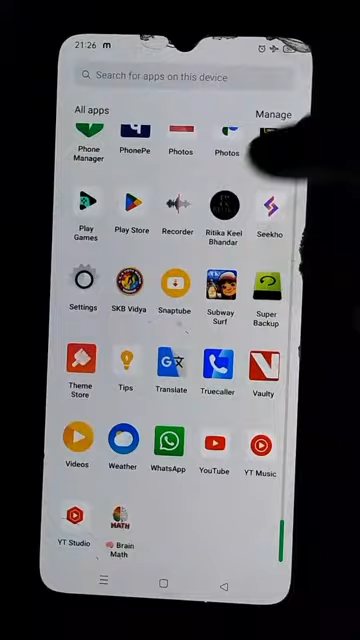 21:26 m
Search for apps on this device
All apps
Manage
Phone
Manager
PhonePe
Photos
Photos
Play
Games
Play Store
Recorder
Ritika Keel
Bhandar
Seekho
Settings
SKB Vidya
Snaptube
Subway
Surf
Super
Backup
Theme
Store
Tips
Translate
Truecaller
Vaulty
Videos
Weather
WhatsApp
YouTube
YT Music
YT Studio
MATH
🧠 Brain
Math